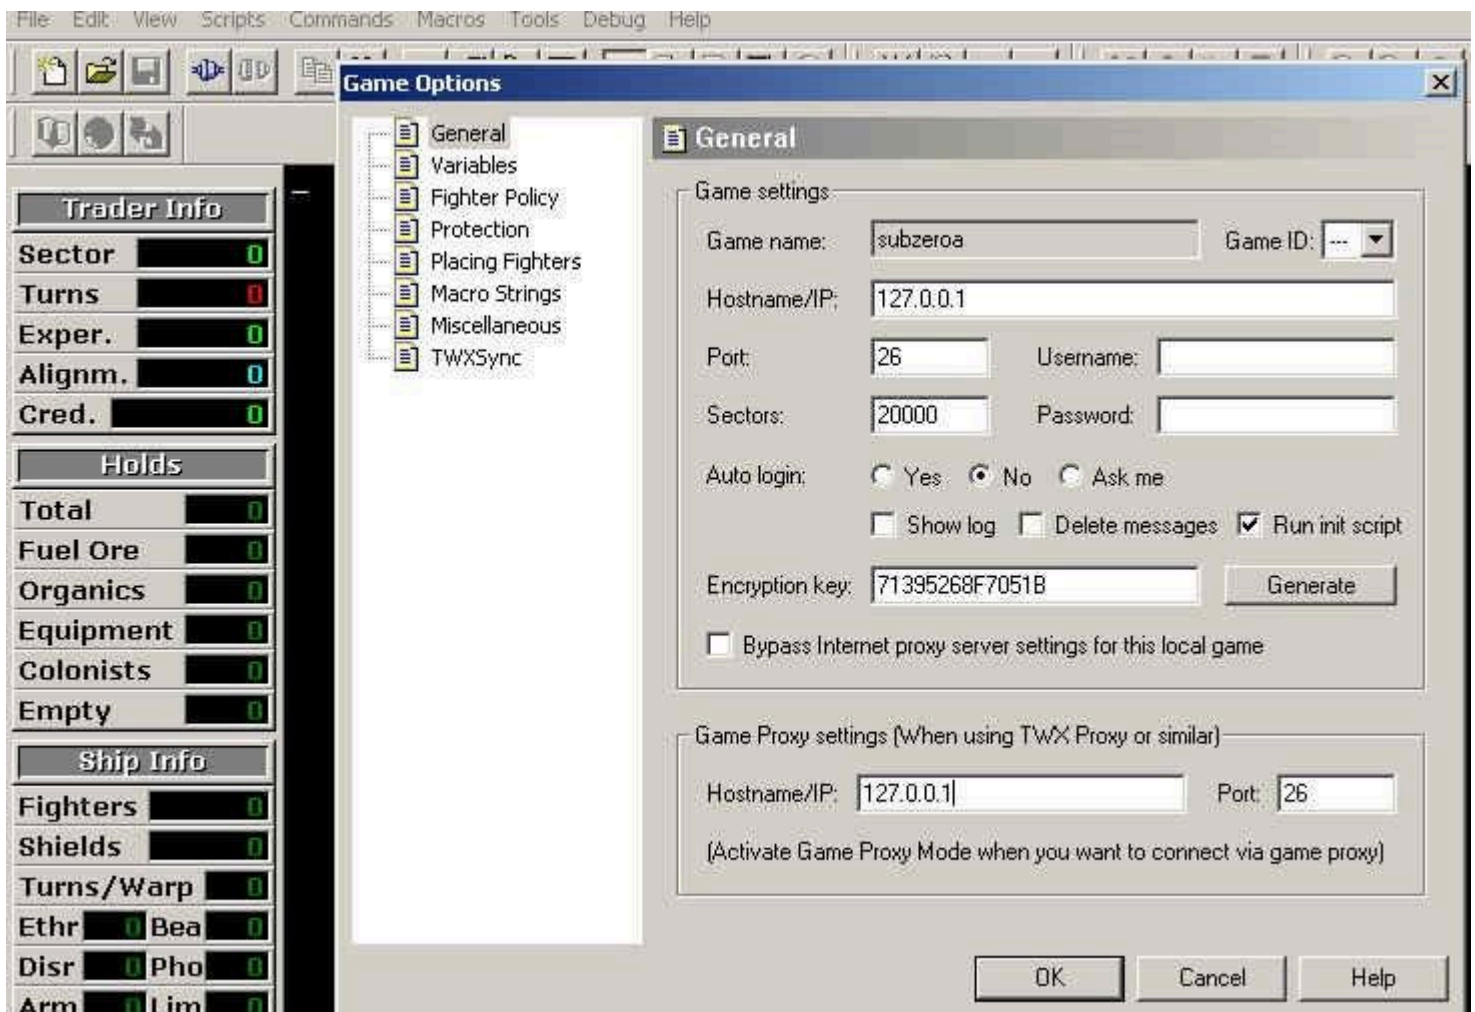 File Edit View Scripts Commands Macros Tools Debug Help
Game Options
General
Variables
Fighter Policy
Protection
Placing Fighters
Macro Strings
Miscellaneous
TWXSync
General
Game settings
Game name: subzeroa Game ID: ---
Hostname/IP: 127.0.0.1
Port: 26 Username:
Sectors: 20000 Password:
Auto login: Yes No Ask me
Show log Delete messages Run init script
Encryption key: 71395268F7051B Generate
Bypass Internet proxy server settings for this local game
Game Proxy settings (When using TWX Proxy or similar)
Hostname/IP: 127.0.0.1 Port: 26
(Activate Game Proxy Mode when you want to connect via game proxy)
OK Cancel Help
Trader Info
Sector 0
Turns 0
Exper. 0
Alignm. 0
Cred. 0
Holds
Total 0
Fuel Ore 0
Organics 0
Equipment 0
Colonists 0
Empty 0
Ship Info
Fighters 0
Shields 0
Turns/Warp 0
Ethr 0 Bea 0
Disr 0 Pho 0
Arm 0 Lim 0